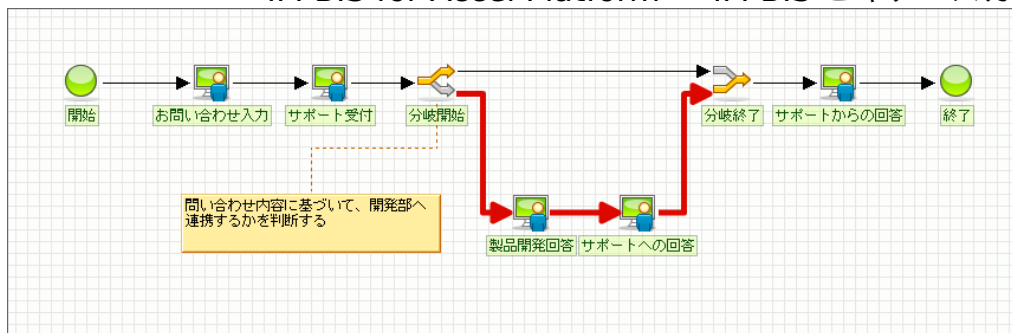 開始
お問い合わせ入力
サポート受付
分岐開始
分岐終了
サポートからの回答
終了
問い合わせ内容に基づいて、開発部へ
連携するかを判断する
製品開発回答
サポートへの回答